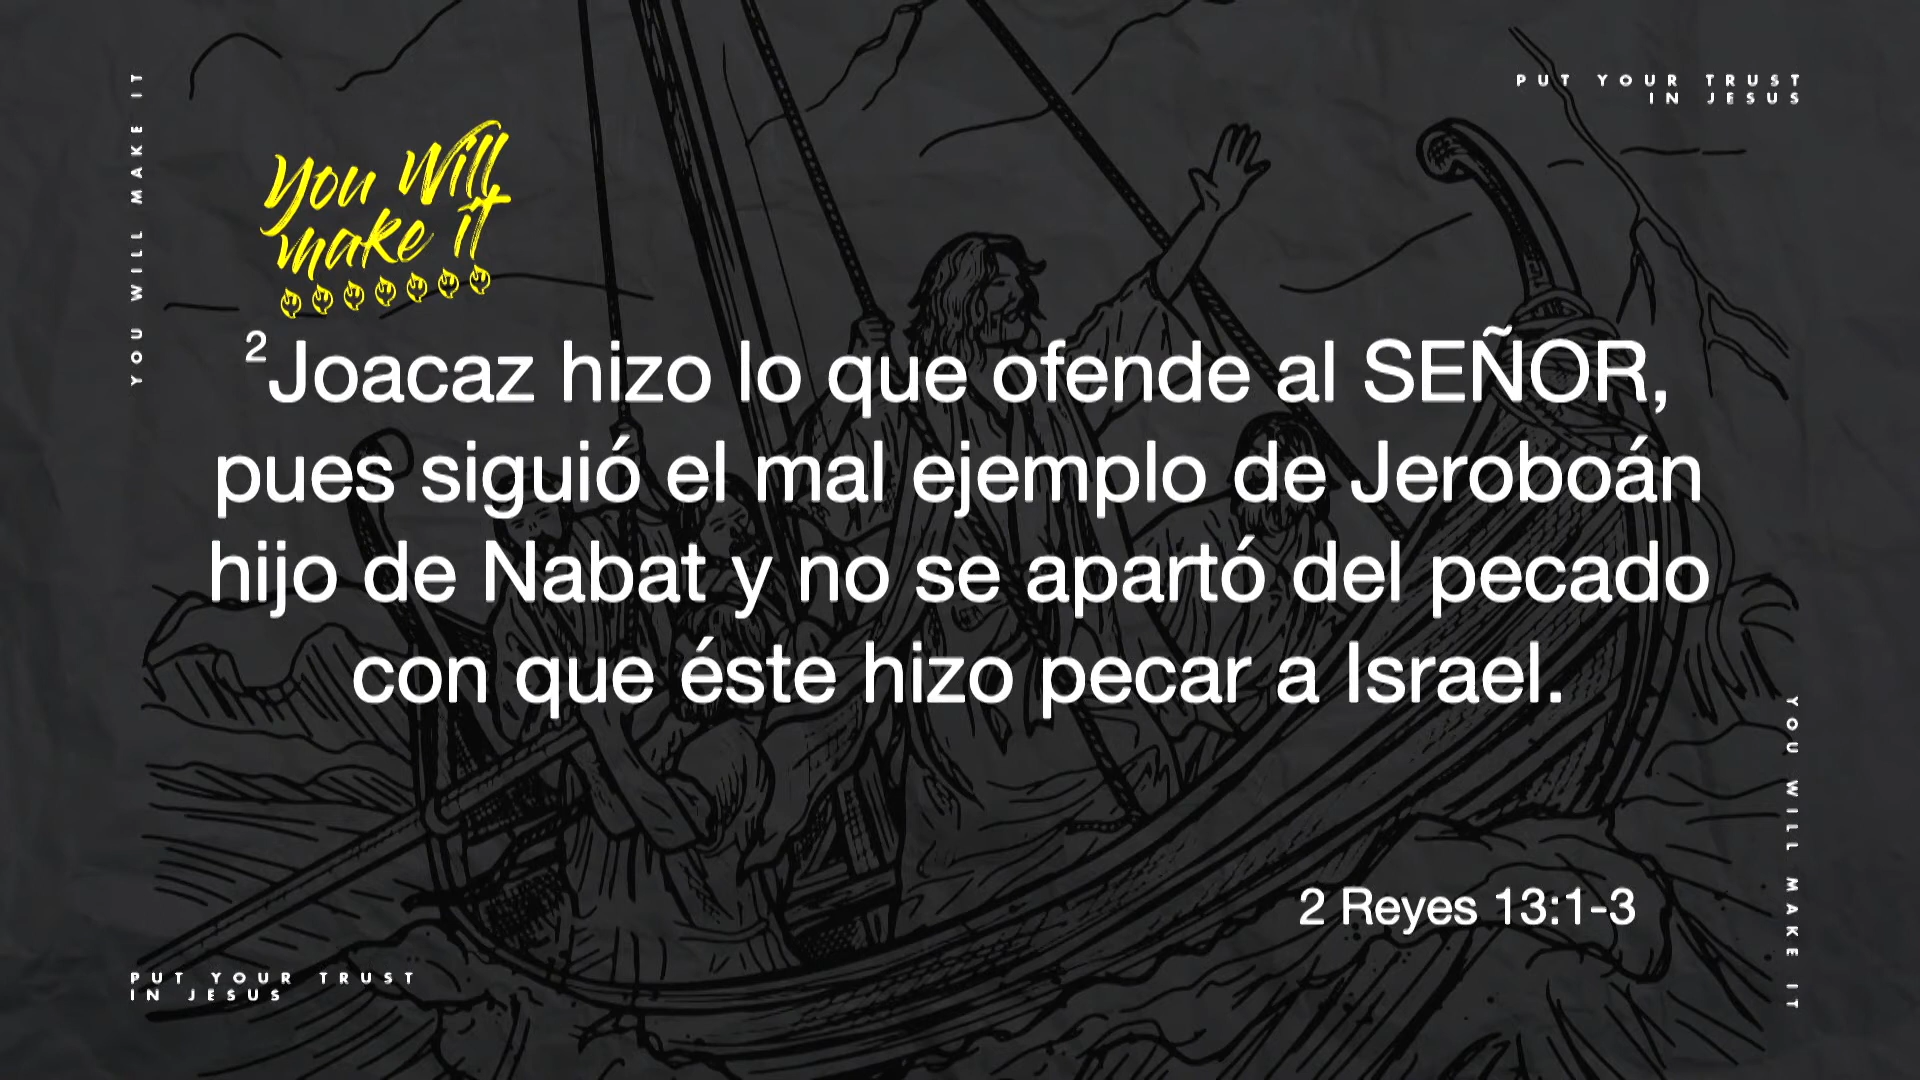 YOU WILL MAKE IT
PUT YOUR TRUST
IN JESUS
You Will
make it
2 Joacaz hizo lo que ofende al SEÑOR,
pues siguió el mal ejemplo de Jeroboán
hijo de Nabat y no se apartó del pecado
con que éste hizo pecar a Israel.
2 Reyes 13:1-3
YOU WILL MAKE IT
PUT YOUR TRUST
IN JESUS